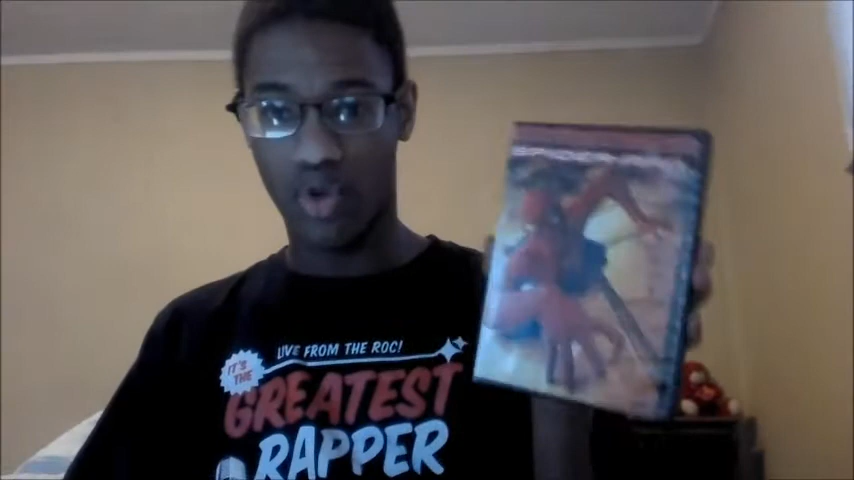 LIVE FROM THE ROC!
IT'S
THE
GREATEST
RAPPER